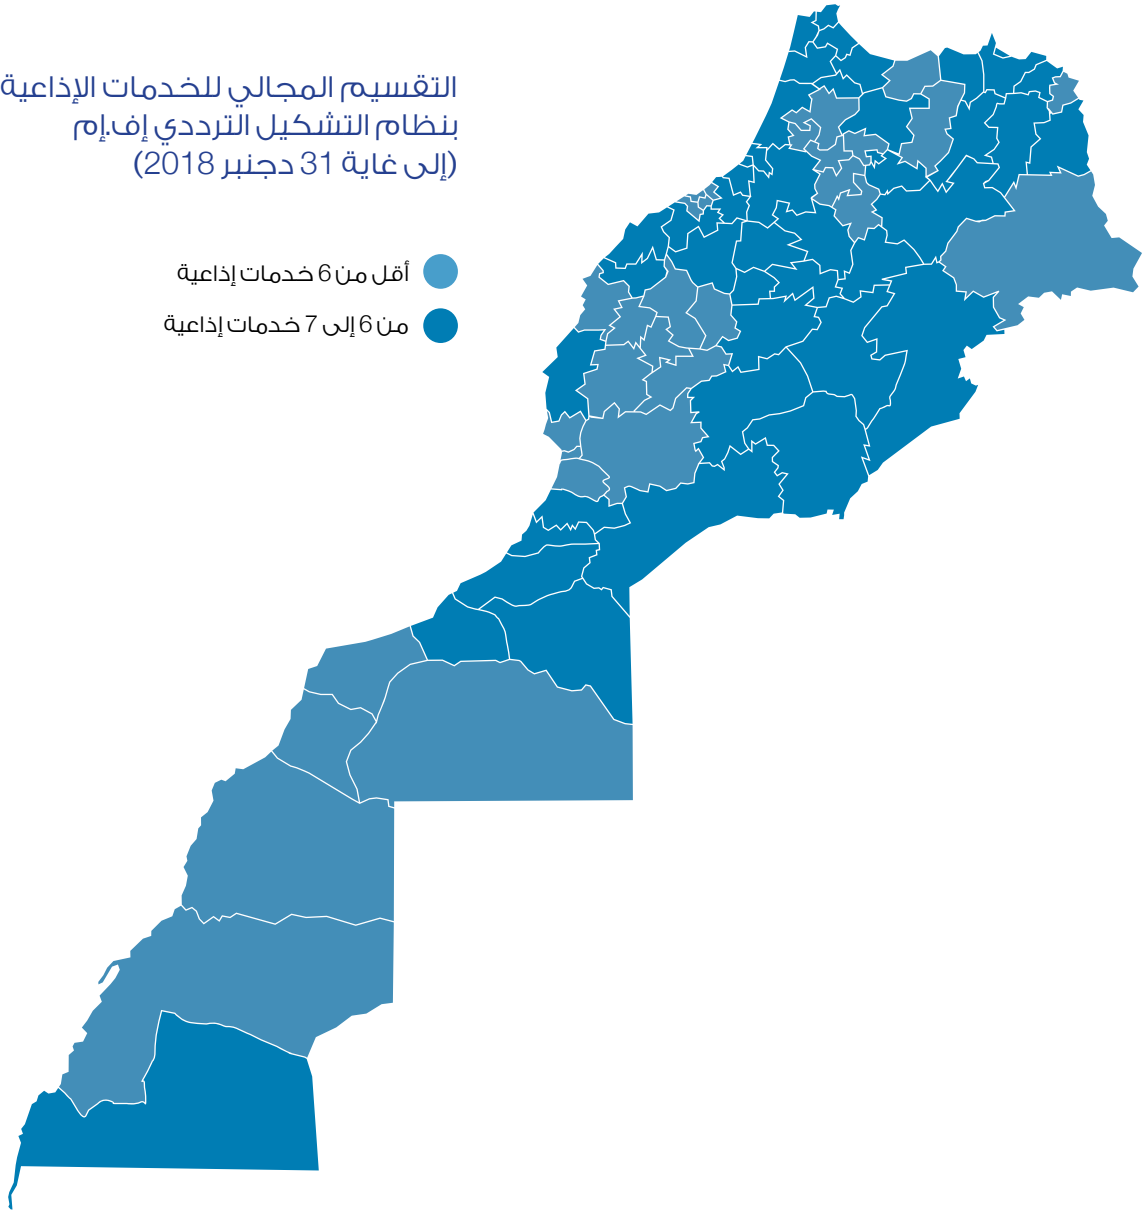 التقسيم المجالي للخدمات الإذاعية
بنظام التشكيل الترددي إف.إم
(إلى غاية 31 دجنبر 2018)
أقل من 6 خدمات إذاعية
من 6 إلى 7 خدمات إذاعية